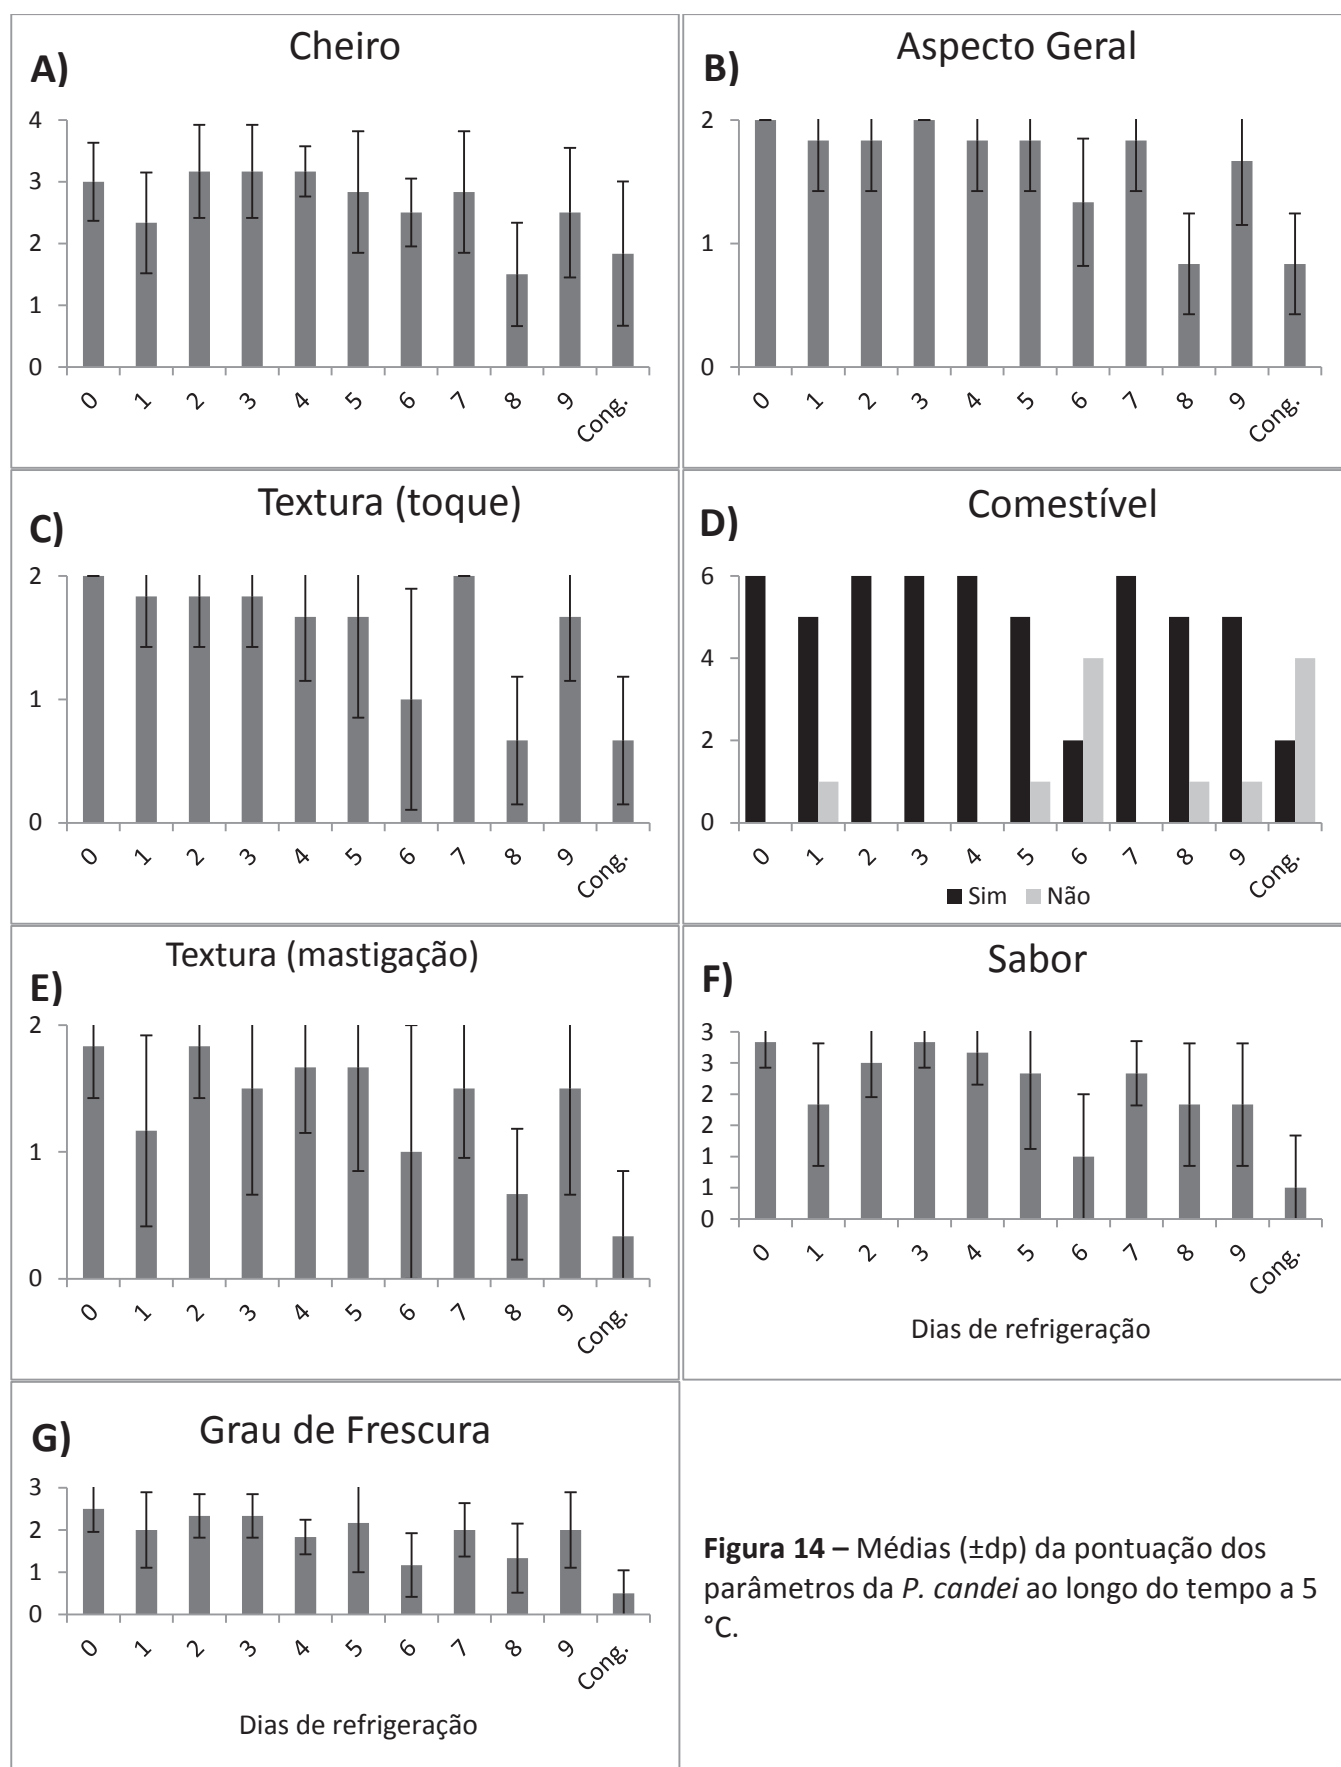 A)
Cheiro
4
3
2
1
0
0 1 2 3 4 5 6 7 8 9 Cong.
B)
Aspecto Geral
2
1
0
0 1 2 3 4 5 6 7 8 9 Cong.
C)
Textura (toque)
2
1
0
0 1 2 3 4 5 6 7 8 9 Cong.
D)
Comestível
6
4
2
0
0 1 2 3 4 5 6 7 8 9 Cong.
Sim Não
E)
Textura (mastigação)
2
1
0
0 1 2 3 4 5 6 7 8 9 Cong.
F)
Sabor
3
3
2
2
1
1
0
0 1 2 3 4 5 6 7 8 9 Cong.
Dias de refrigeração
G)
Grau de Frescura
3
2
1
0
0 1 2 3 4 5 6 7 8 9 Cong.
Dias de refrigeração
Figura 14 – Médias (±dp) da pontuação dos
parâmetros da P. candei ao longo do tempo a 5
°C.